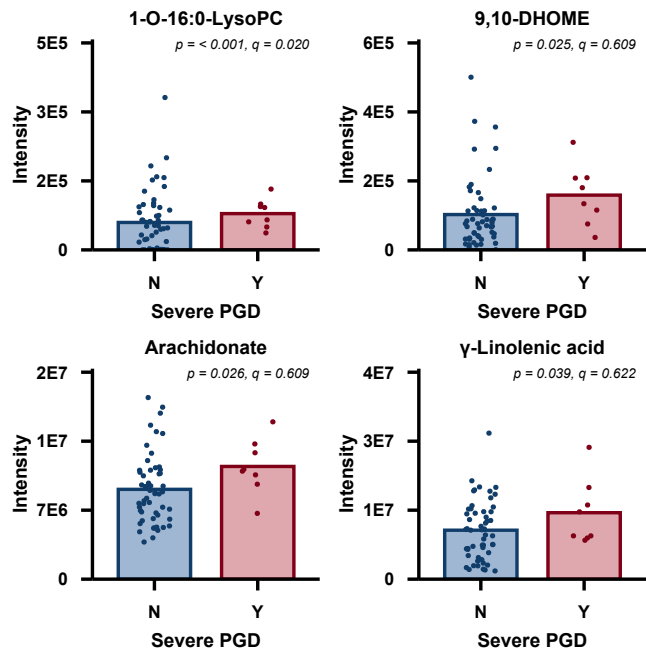 1-O-16:0-LysoPC
p = < 0.001, q = 0.020
5E5
3E5
2E5
0
Intensity
N Y
Severe PGD
9,10-DHOME
p = 0.025, q = 0.609
6E5
4E5
2E5
0
Intensity
N Y
Severe PGD
Arachidonate
p = 0.026, q = 0.609
2E7
1E7
7E6
0
Intensity
N Y
Severe PGD
γ-Linolenic acid
p = 0.039, q = 0.622
4E7
3E7
1E7
0
Intensity
N Y
Severe PGD